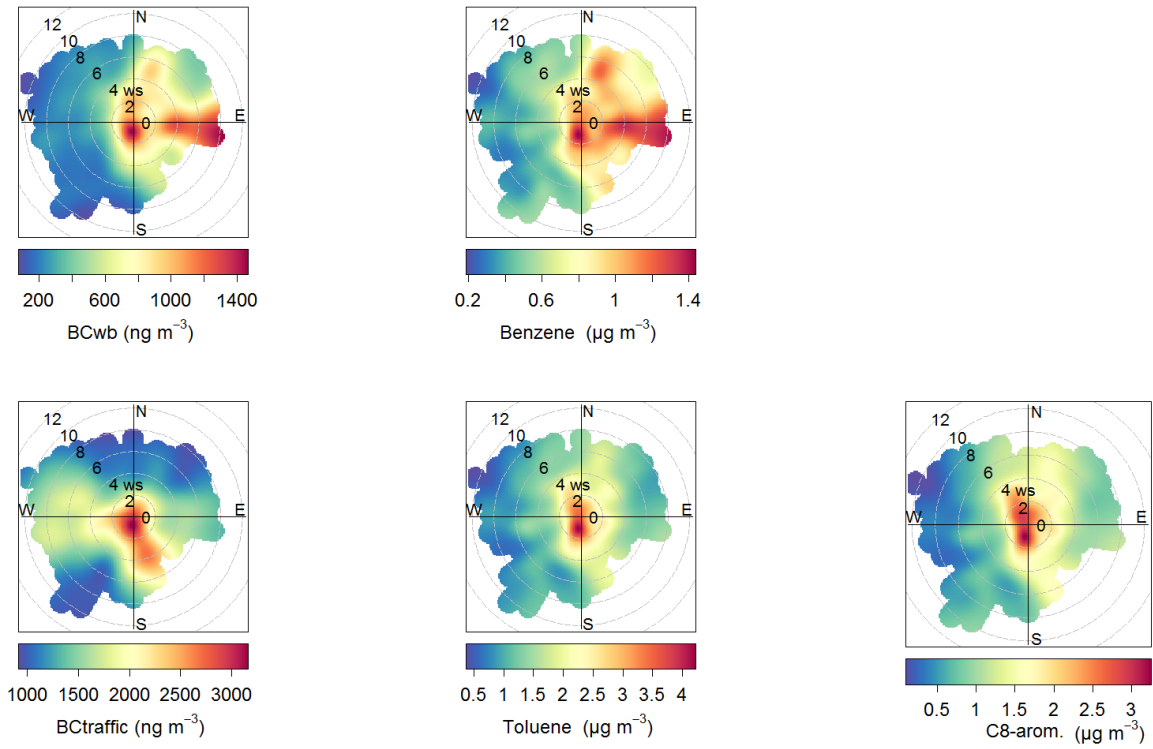 12
10
8
6
4 ws
2
0
N
E
S
W
200 600 1000 1400
BCwb (ng m⁻³)
12
10
8
6
4 ws
2
0
N
E
S
W
0.2 0.6 1 1.4
Benzene (µg m⁻³)
12
10
8
6
4 ws
2
0
N
E
S
W
1000 1500 2000 2500 3000
BCtraffic (ng m⁻³)
12
10
8
6
4 ws
2
0
N
E
S
W
0.5 1 1.5 2 2.5 3 3.5 4
Toluene (µg m⁻³)
12
10
8
6
4 ws
2
0
N
E
S
W
0.5 1 1.5 2 2.5 3
C8-arom. (µg m⁻³)